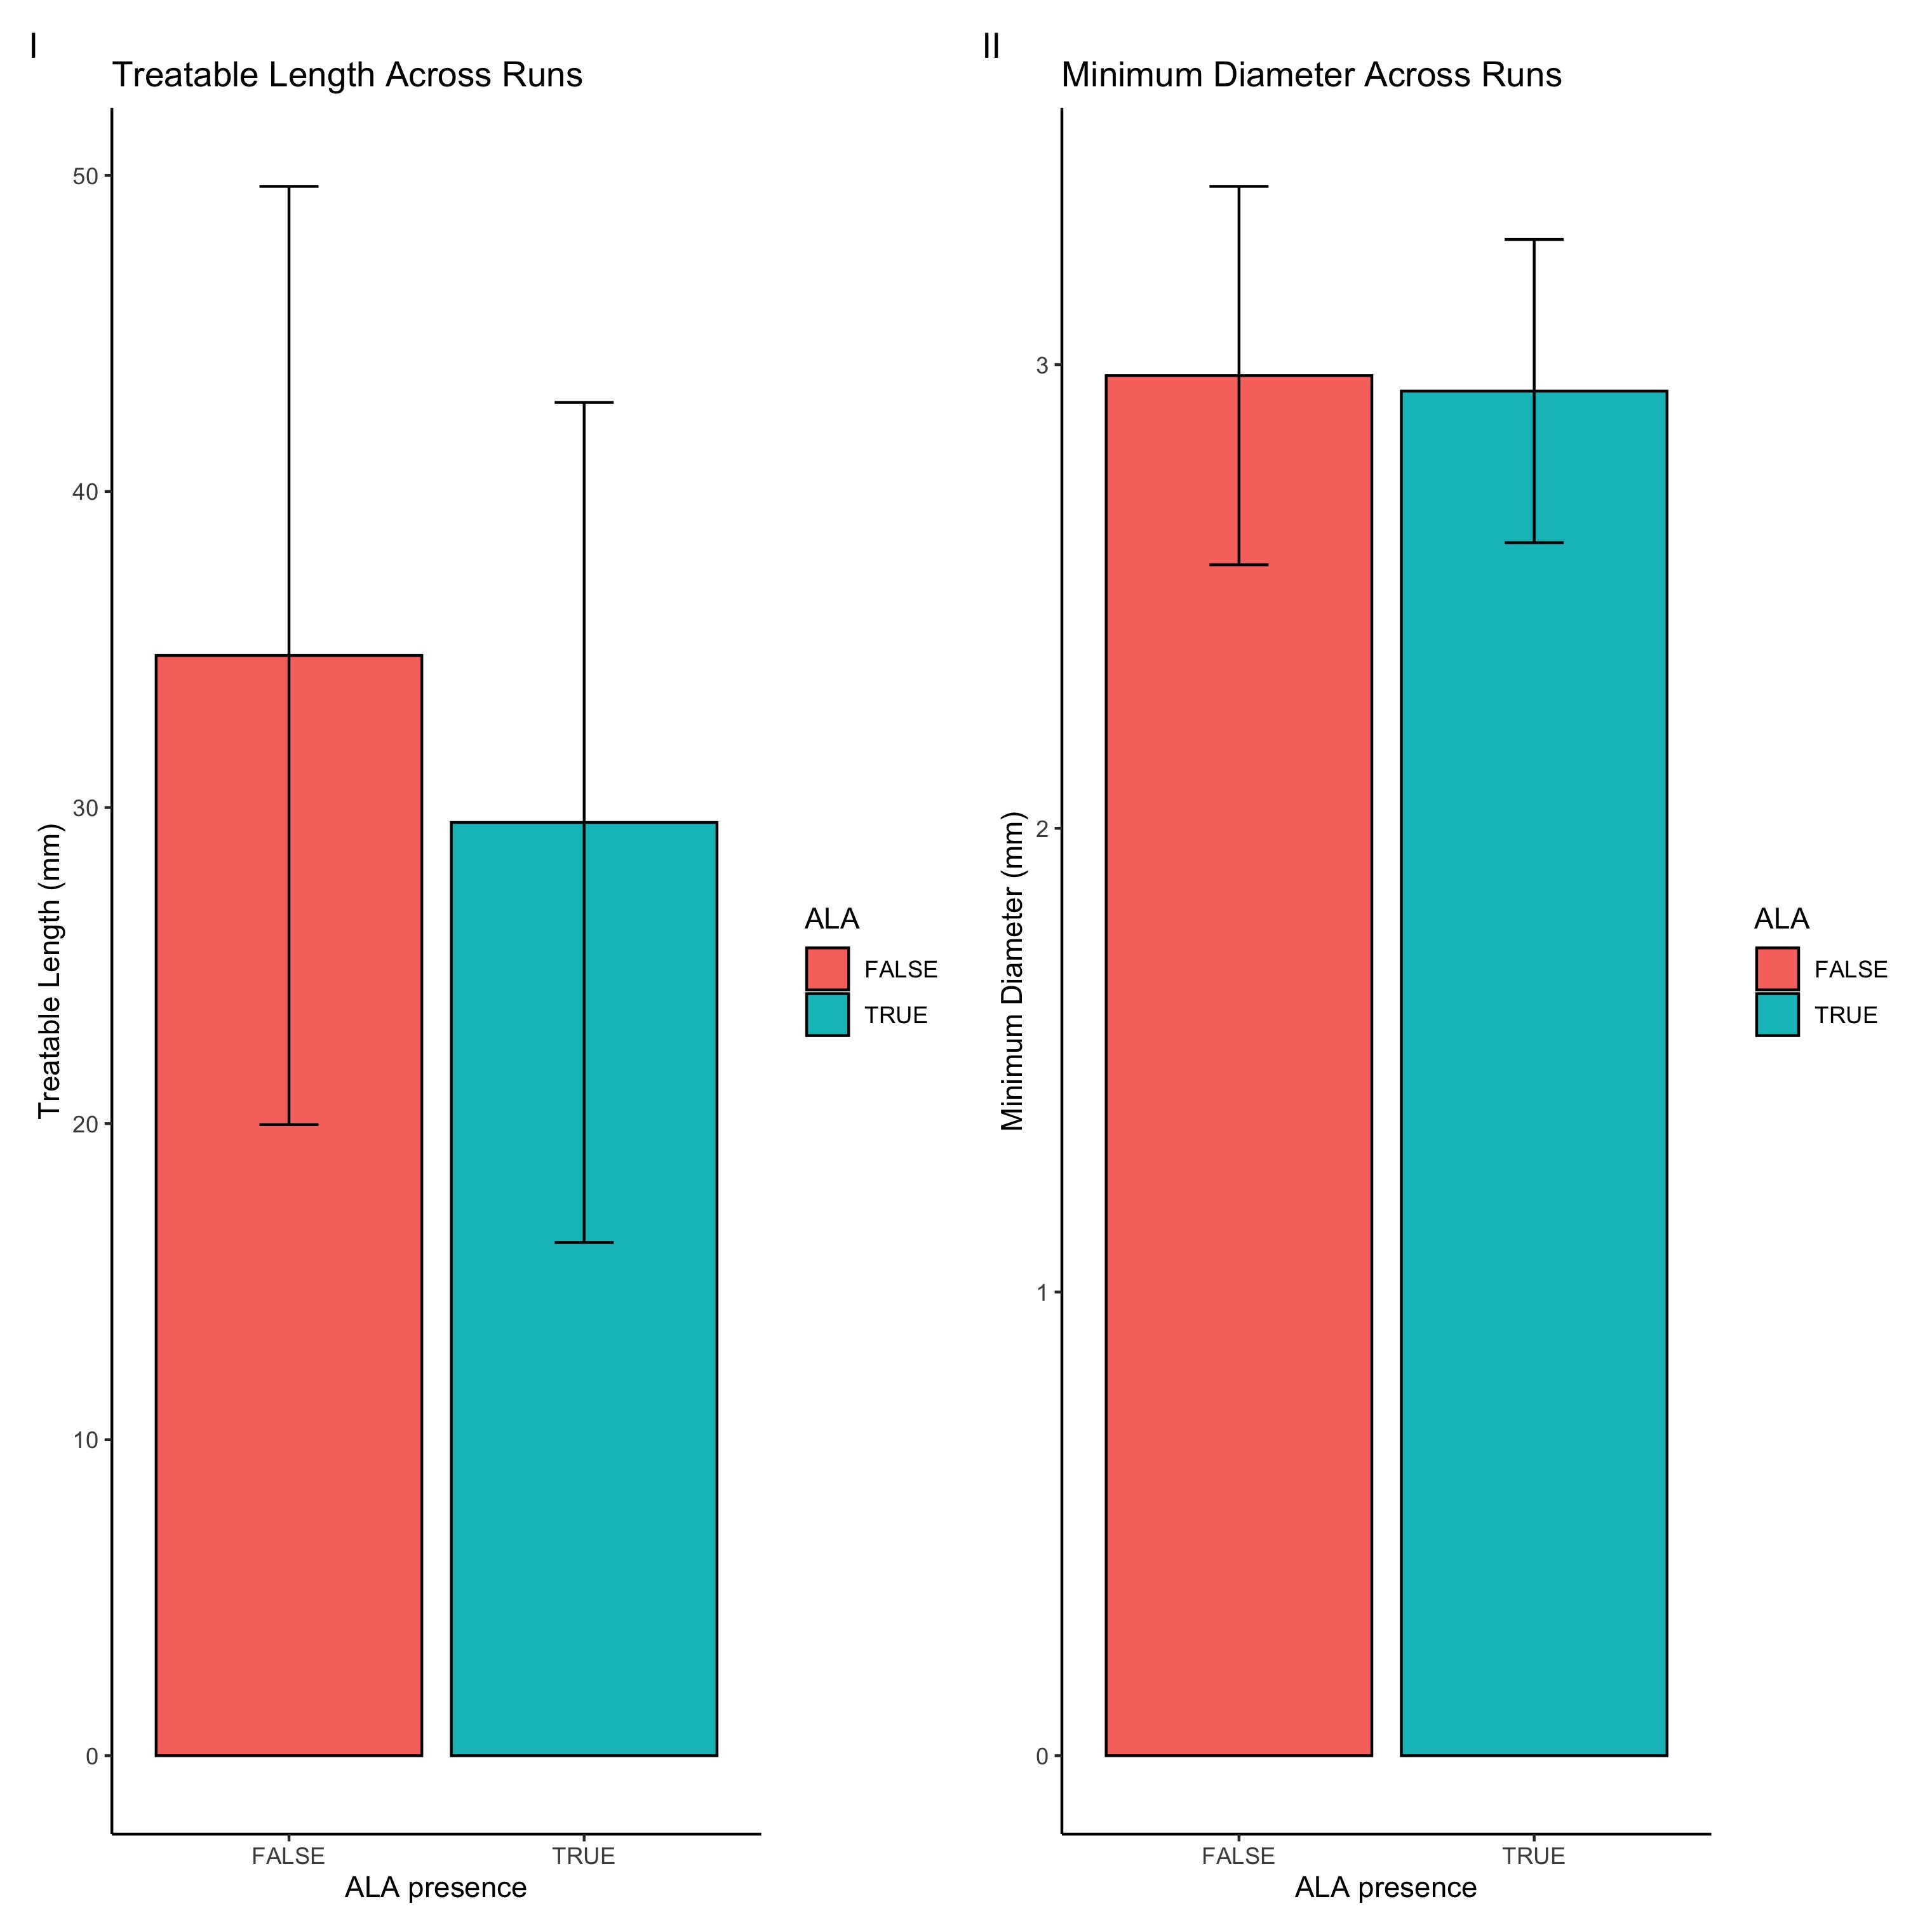 I
Treatable Length Across Runs
Treatable Length (mm)
50
40
30
20
10
0
FALSE
TRUE
ALA presence
ALA
FALSE
TRUE
II
Minimum Diameter Across Runs
Minimum Diameter (mm)
3
2
1
0
FALSE
TRUE
ALA presence
ALA
FALSE
TRUE